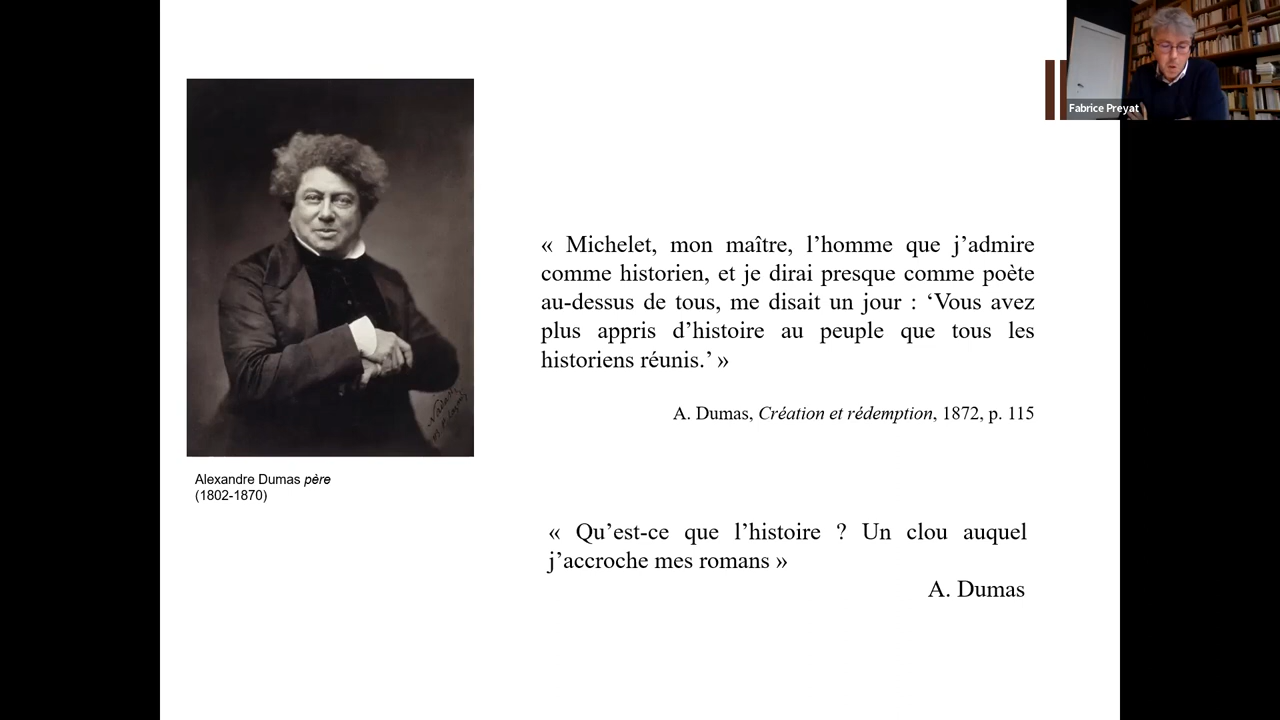 Fabrice Preyat
« Michelet, mon maître, l’homme que j’admire
comme historien, et je dirai presque comme poète
au-dessus de tous, me disait un jour : ‘Vous avez
plus appris d’histoire au peuple que tous les
historiens réunis.’ »
A. Dumas, Création et rédemption, 1872, p. 115
Alexandre Dumas père
(1802-1870)
« Qu’est-ce que l’histoire ? Un clou auquel
j’accroche mes romans »
A. Dumas